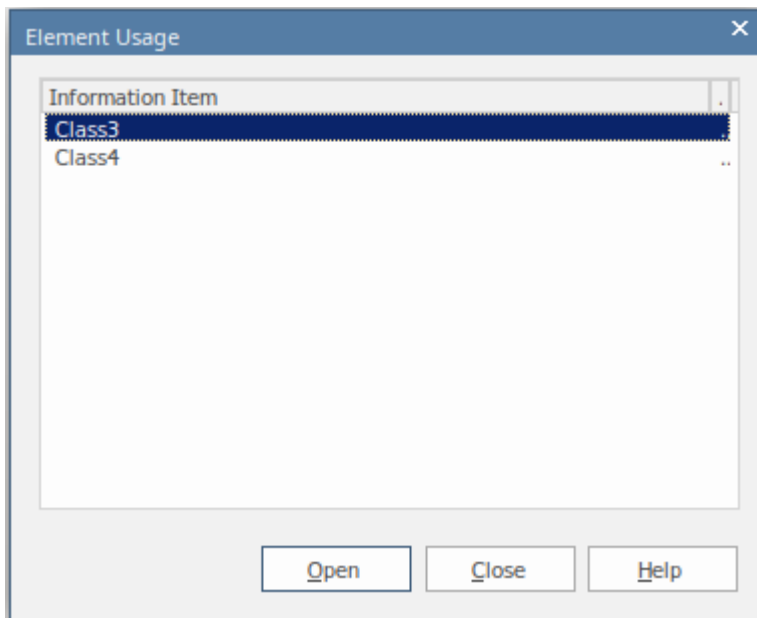 Element Usage
Information Item .
Class3 .
Class4 ..
Open Close Help